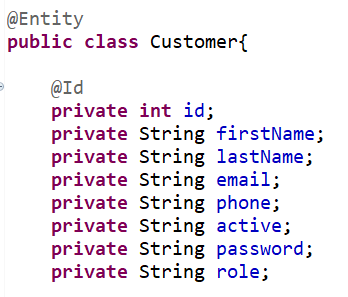 @Entity
public class Customer{
@Id
private int id;
private String firstName;
private String lastName;
private String email;
private String phone;
private String active;
private String password;
private String role;